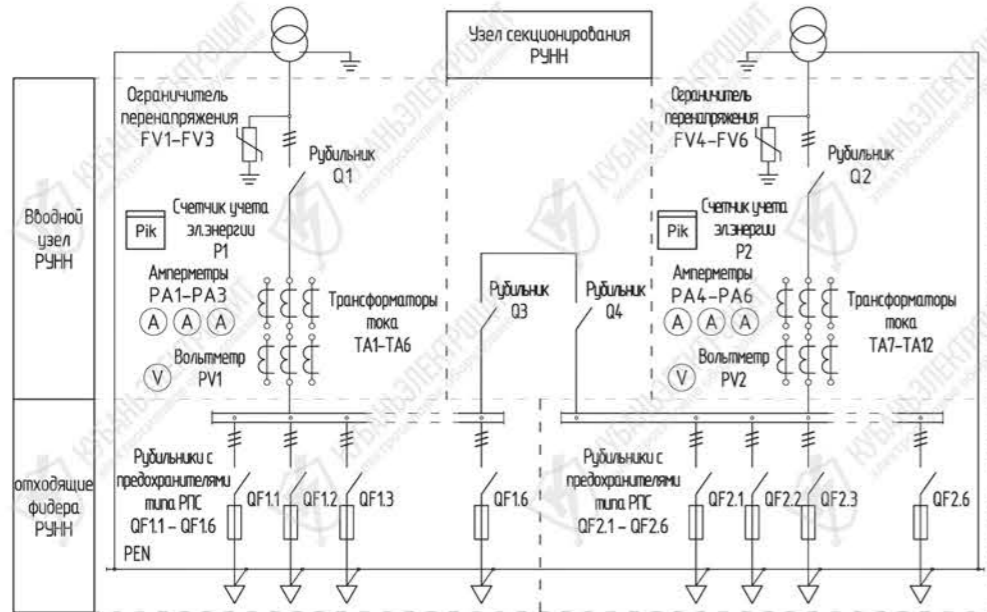 Узел секционирования
РУНН
Ограничитель
перенапряжения
FV1-FV3
Рубильник
Q1
Вводной
узел
РУНН
Pik
Счетчик учета
эл.энергии
P1
Амперметры
PA1-PA3
A A A
Вольтметр
PV1
V
Трансформаторы
тока
TA1-TA6
Рубильник
Q3
Рубильник
Q4
Ограничитель
перенапряжения
FV4-FV6
Рубильник
Q2
Pik
Счетчик учета
эл.энергии
P2
Амперметры
PA4-PA6
A A A
Вольтметр
PV2
V
Трансформаторы
тока
TA7-TA12
отходящие
фидера
РУНН
Рубильники с
предохранителями
типа РПС
QF1.1 - QF1.6
QF1.1
QF1.2
QF1.3
QF1.6
PEN
Рубильники с
предохранителями
типа РПС
QF2.1 - QF2.6
QF2.1
QF2.2
QF2.3
QF2.6
КУБАНЬЭЛЕКТРОЩИТ